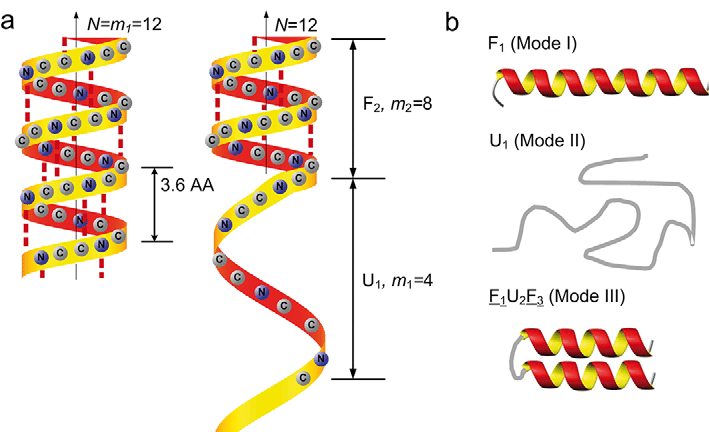 a
N=m₁=12
N C C N C C
C C N C C
C C C C C N
N C C N C
N C C N C
C C N C
N C C N C
3.6 AA
N=12
N C C N C C
C C N C C
C C C C C N
N C C N C
N C C N C
C C N C C
N
C
F₂, m₂=8
U₁, m₁=4
b
F₁ (Mode I)
U₁ (Mode II)
F₁U₂F₃ (Mode III)